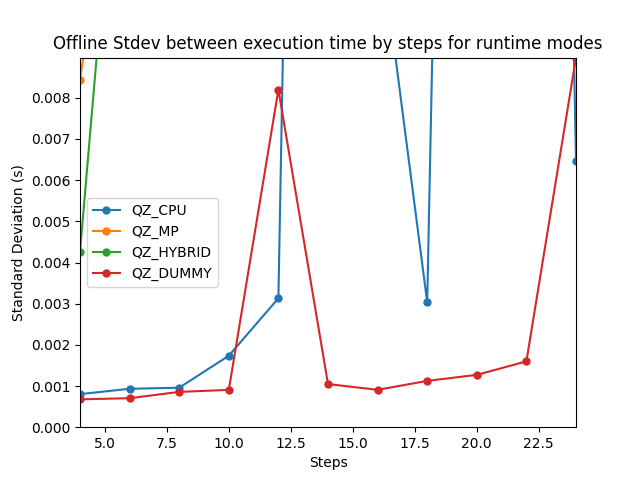 Offline Stdev between execution time by steps for runtime modes
Standard Deviation (s)
0.008
0.007
0.006
0.005
0.004
0.003
0.002
0.001
0.000
QZ_CPU
QZ_MP
QZ_HYBRID
QZ_DUMMY
5.0 7.5 10.0 12.5 15.0 17.5 20.0 22.5
Steps